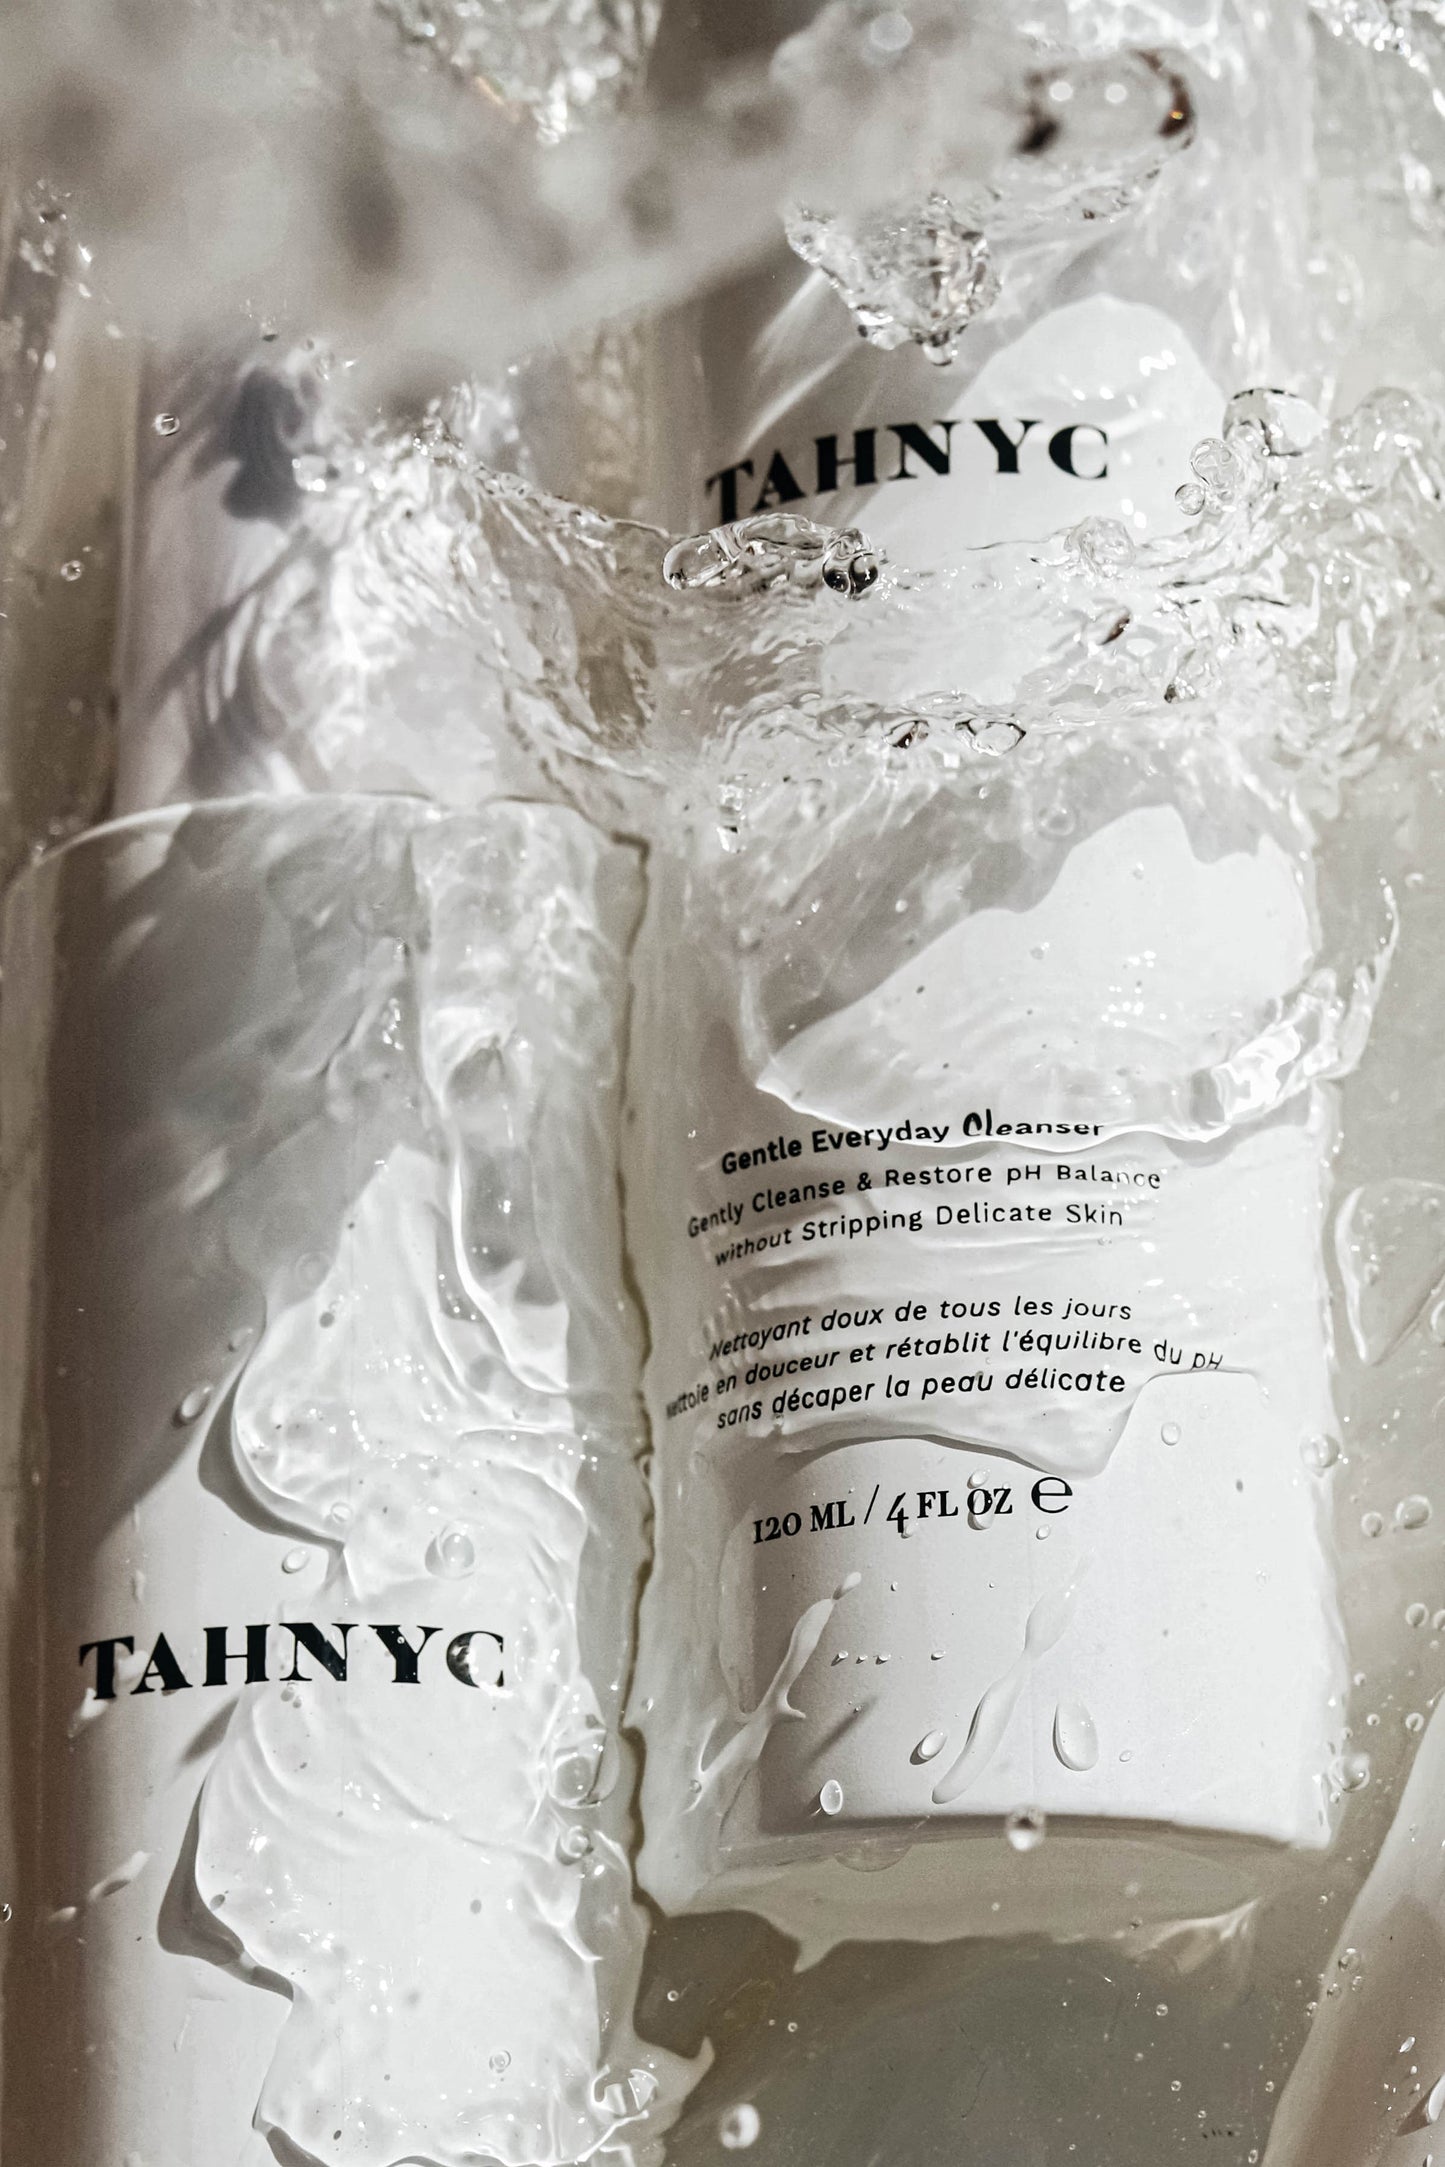 TAHNYC
Gentle Everyday Cleanser
Gently Cleanse & Restore pH Balance
without Stripping Delicate Skin
Nettoyant doux de tous les jours
Nettoie en douceur et rétablit l'équilibre du pH
sans décaper la peau délicate
120 ML / 4 FL OZ ℮
TAHNYC